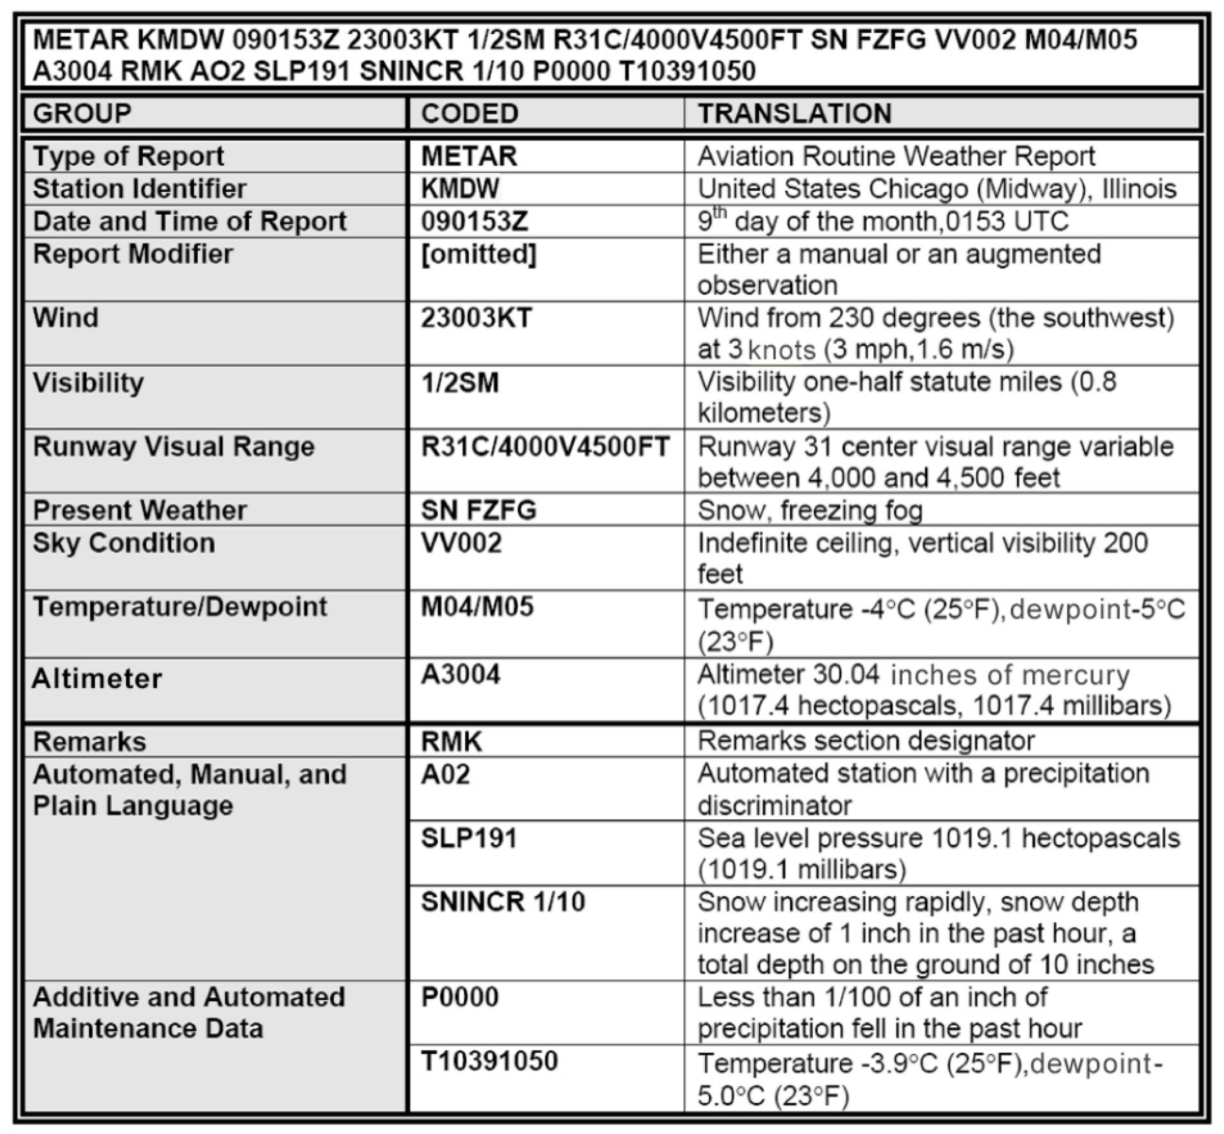 METAR KMDW 090153Z 23003KT 1/2SM R31C/4000V4500FT SN FZFG VV002 M04/M05
A3004 RMK AO2 SLP191 SNINCR 1/10 P0000 T10391050
GROUP CODED TRANSLATION
Type of Report METAR Aviation Routine Weather Report
Station Identifier KMDW United States Chicago (Midway), Illinois
Date and Time of Report 090153Z 9th day of the month,0153 UTC
Report Modifier [omitted] Either a manual or an augmented
observation
Wind 23003KT Wind from 230 degrees (the southwest)
at 3 knots (3 mph,1.6 m/s)
Visibility 1/2SM Visibility one-half statute miles (0.8
kilometers)
Runway Visual Range R31C/4000V4500FT Runway 31 center visual range variable
between 4,000 and 4,500 feet
Present Weather SN FZFG Snow, freezing fog
Sky Condition VV002 Indefinite ceiling, vertical visibility 200
feet
Temperature/Dewpoint M04/M05 Temperature -4°C (25°F),dewpoint-5°C
(23°F)
Altimeter A3004 Altimeter 30.04 inches of mercury
(1017.4 hectopascals, 1017.4 millibars)
Remarks RMK Remarks section designator
Automated, Manual, and A02 Automated station with a precipitation
Plain Language discriminator
SLP191 Sea level pressure 1019.1 hectopascals
(1019.1 millibars)
SNINCR 1/10 Snow increasing rapidly, snow depth
increase of 1 inch in the past hour, a
total depth on the ground of 10 inches
Additive and Automated P0000 Less than 1/100 of an inch of
Maintenance Data precipitation fell in the past hour
T10391050 Temperature -3.9°C (25°F),dewpoint-
5.0°C (23°F)